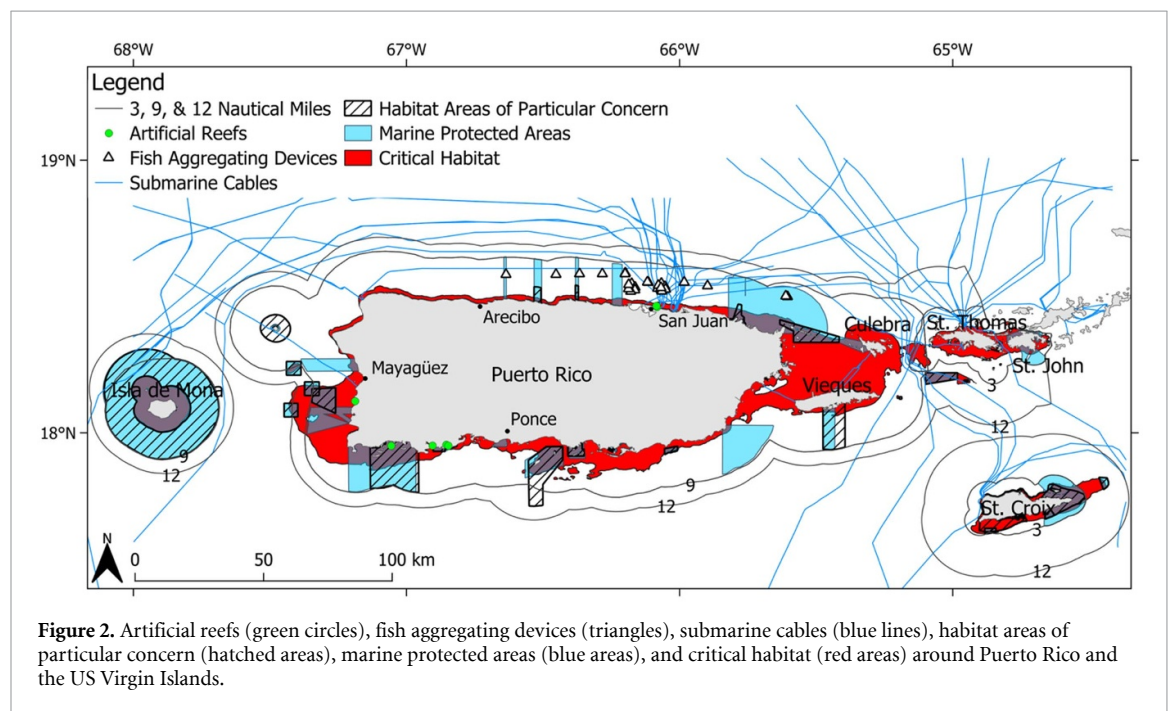 68°W 67°W 66°W 65°W
Legend
3, 9, & 12 Nautical Miles
Artificial Reefs
Fish Aggregating Devices
Submarine Cables
Habitat Areas of Particular Concern
Marine Protected Areas
Critical Habitat
19°N
18°N
Arecibo
San Juan
Culebra
St. Thomas
St. John
Mayagüez
Puerto Rico
Vieques
3
Isla de Mona
Ponce
12
9
12
9
12
St. Croix
3
12
N
0 50 100 km
Figure 2. Artificial reefs (green circles), fish aggregating devices (triangles), submarine cables (blue lines), habitat areas of
particular concern (hatched areas), marine protected areas (blue areas), and critical habitat (red areas) around Puerto Rico and
the US Virgin Islands.